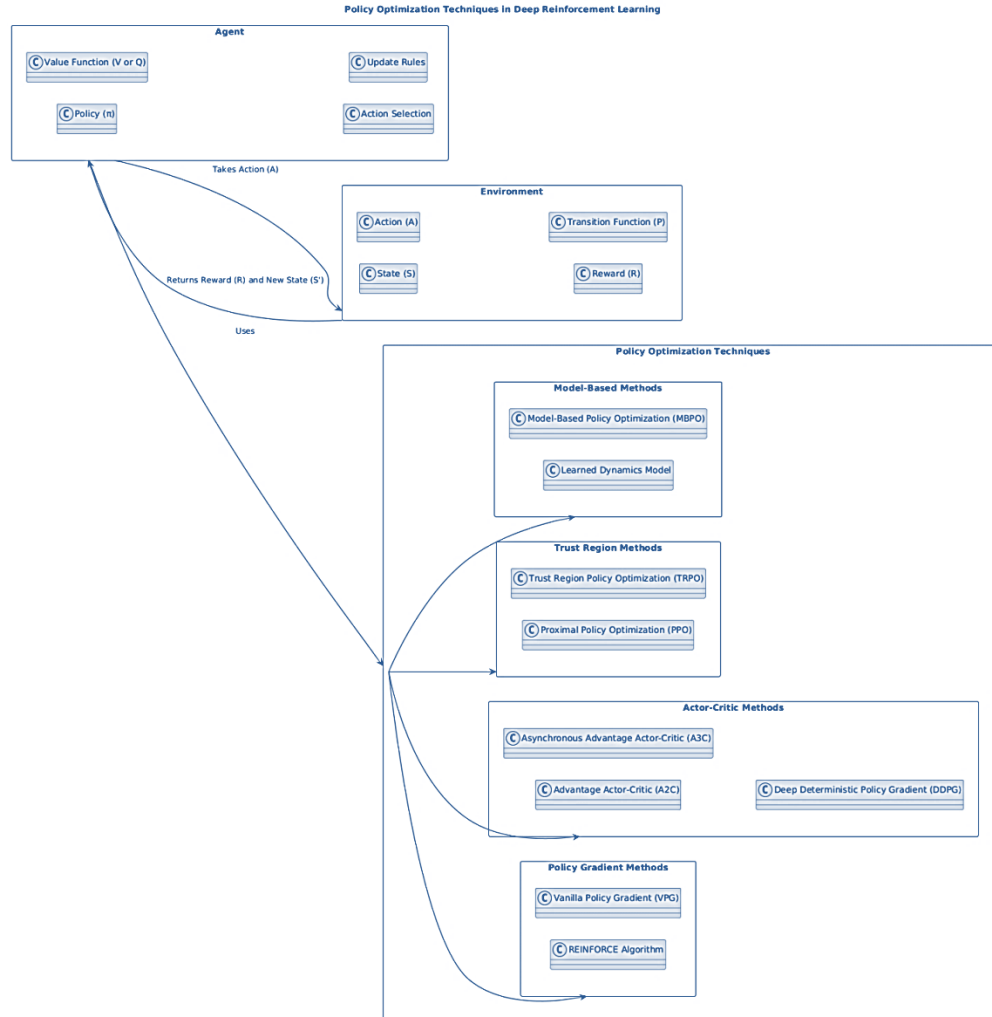 Policy Optimization Techniques in Deep Reinforcement Learning
Agent
C Value Function (V or Q)
C Update Rules
C Policy (π)
C Action Selection
Takes Action (A)
Environment
C Action (A)
C Transition Function (P)
C State (S)
C Reward (R)
Returns Reward (R) and New State (S')
Uses
Policy Optimization Techniques
Model-Based Methods
C Model-Based Policy Optimization (MBPO)
C Learned Dynamics Model
Trust Region Methods
C Trust Region Policy Optimization (TRPO)
C Proximal Policy Optimization (PPO)
Actor-Critic Methods
C Asynchronous Advantage Actor-Critic (A3C)
C Advantage Actor-Critic (A2C)
C Deep Deterministic Policy Gradient (DDPG)
Policy Gradient Methods
C Vanilla Policy Gradient (VPG)
C REINFORCE Algorithm